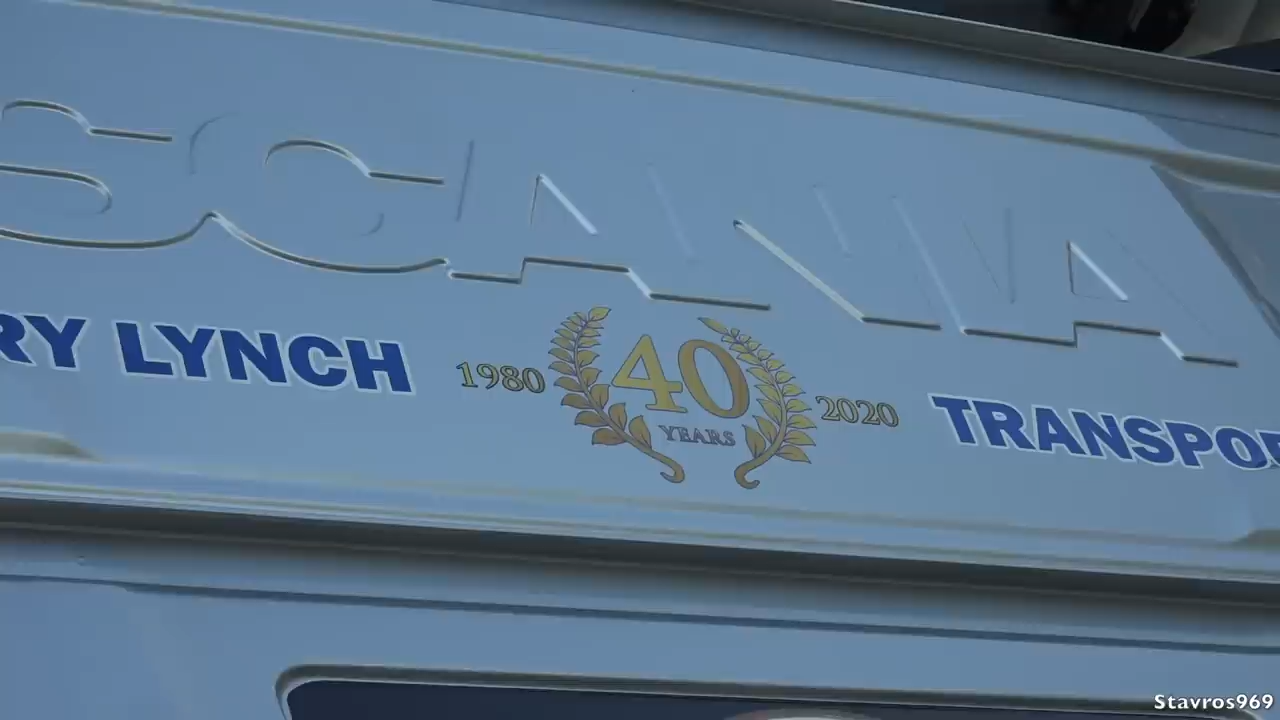 SCANIA
RY LYNCH
1980
40
YEARS
2020
TRANSPO
Stavros969